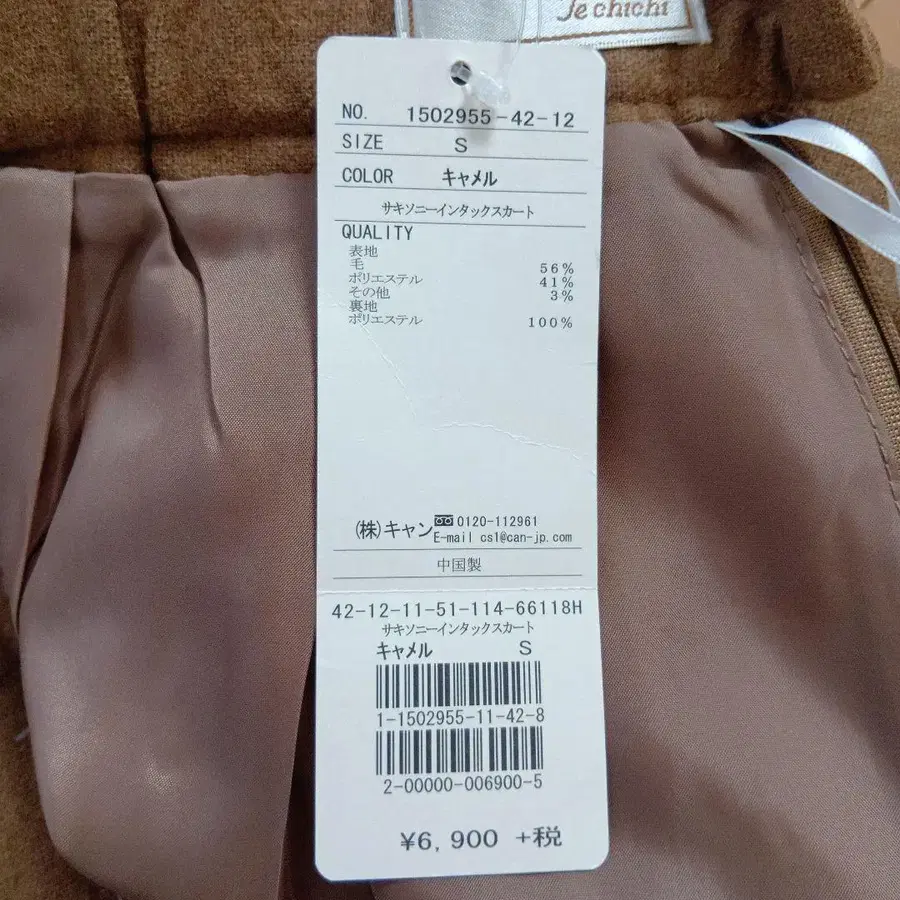 Je chichi
NO. 1502955-42-12
SIZE S
COLOR キャメル
サキソニーインタックスカート
QUALITY
表地
毛 56%
ポリエステル 41%
その他 3%
裏地
ポリエステル 100%
(株)キャン 0120-112961
E-mail cs1@can-jp.com
中国製
42-12-11-51-114-66118H
サキソニーインタックスカート
キャメル S
1-1502955-11-42-8
2-00000-006900-5
¥6,900 +税